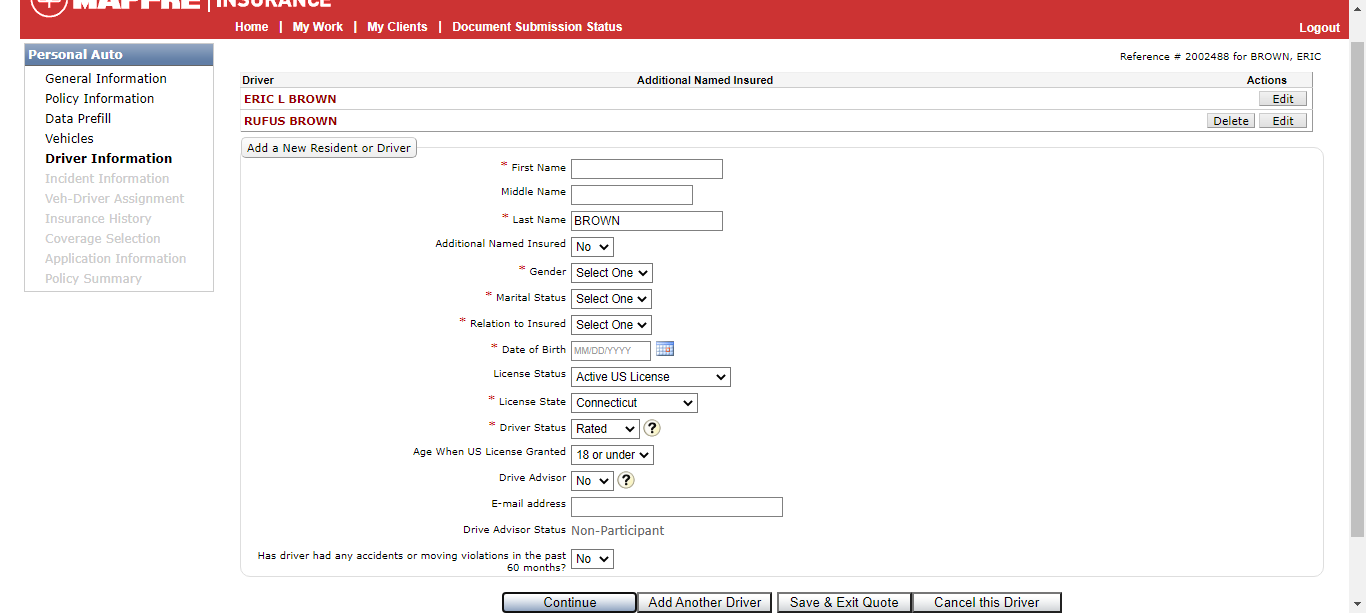 MAPFRE | INSURANCE
Home | My Work | My Clients | Document Submission Status
Logout
Personal Auto
General Information
Policy Information
Data Prefill
Vehicles
Driver Information
Incident Information
Veh-Driver Assignment
Insurance History
Coverage Selection
Application Information
Policy Summary
Reference # 2002488 for BROWN, ERIC
Driver Additional Named Insured Actions
ERIC L BROWN Edit
RUFUS BROWN Delete Edit
Add a New Resident or Driver
* First Name
Middle Name
* Last Name BROWN
Additional Named Insured No
* Gender Select One
* Marital Status Select One
* Relation to Insured Select One
* Date of Birth MM/DD/YYYY
License Status Active US License
* License State Connecticut
* Driver Status Rated ?
Age When US License Granted 18 or under
Drive Advisor No ?
E-mail address
Drive Advisor Status Non-Participant
Has driver had any accidents or moving violations in the past
60 months? No
Continue Add Another Driver Save & Exit Quote Cancel this Driver